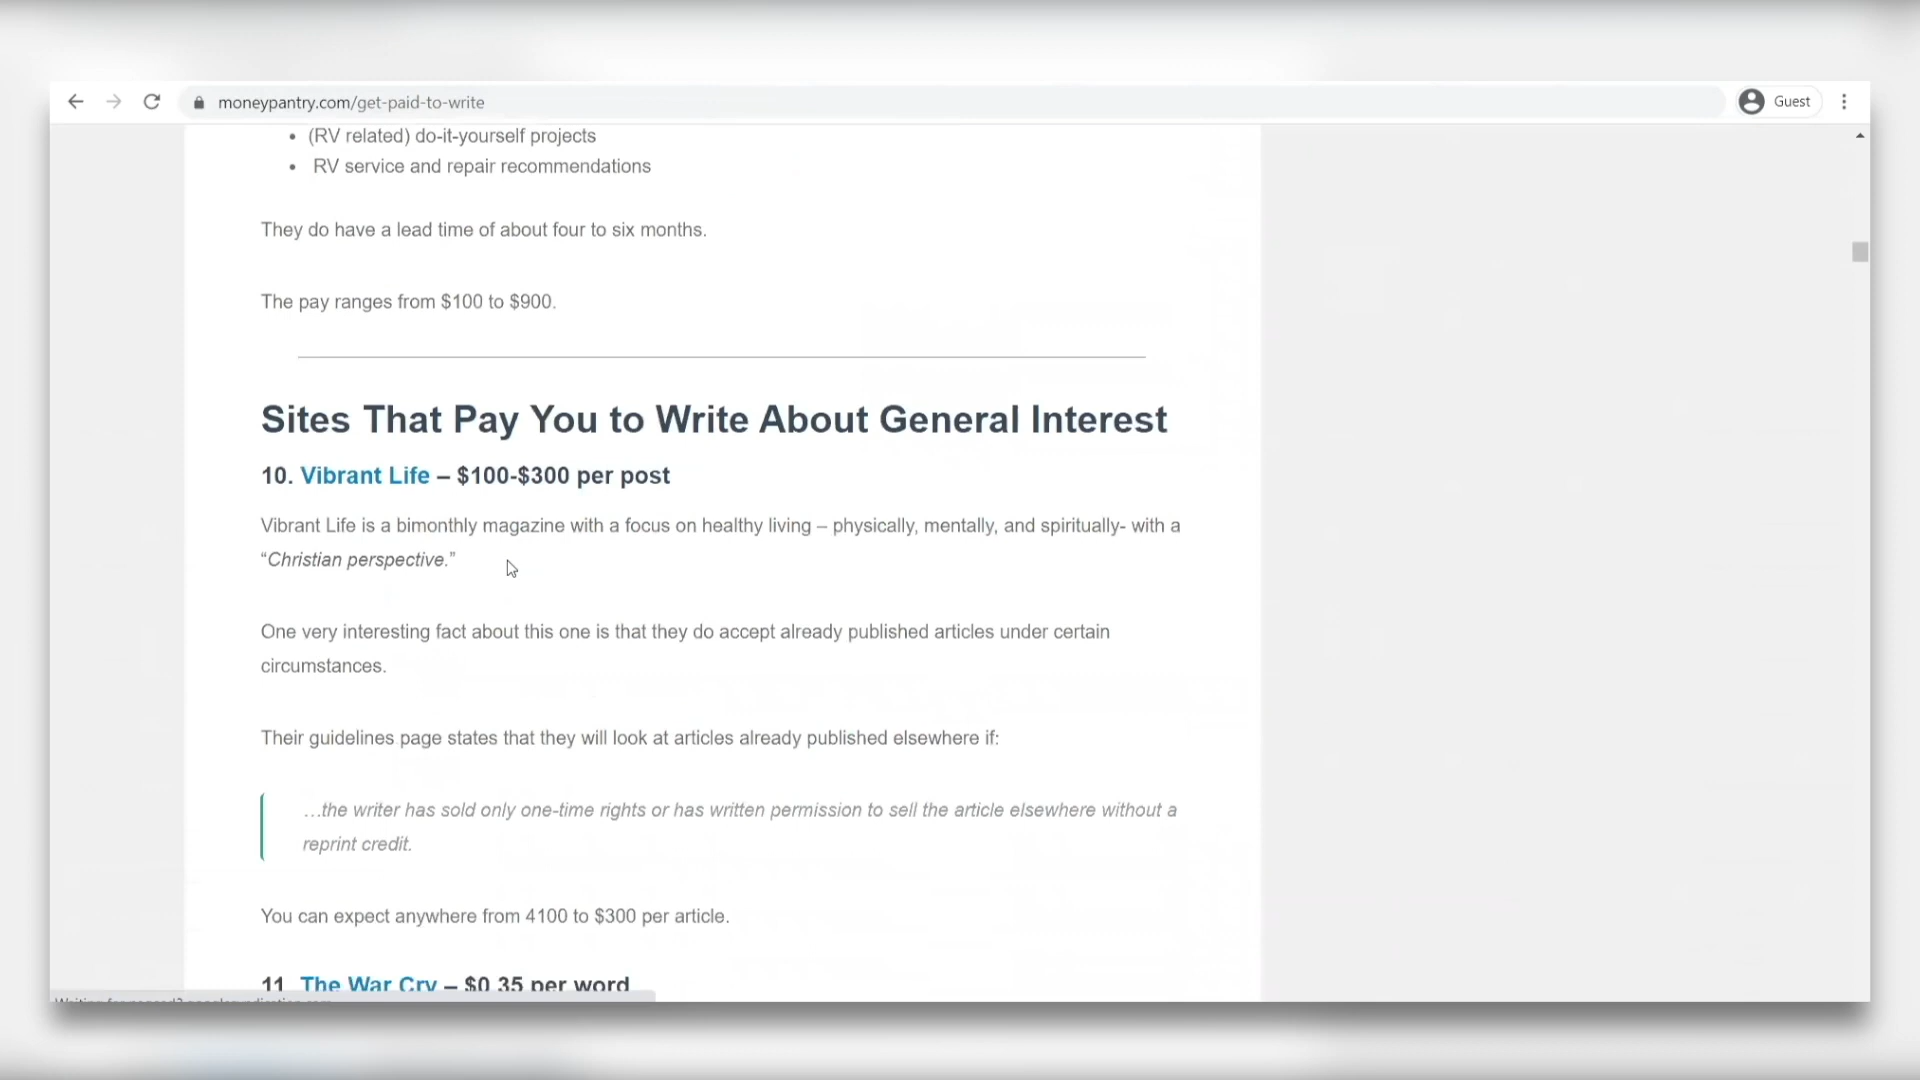 moneypantry.com/get-paid-to-write
Guest
• (RV related) do-it-yourself projects
• RV service and repair recommendations
They do have a lead time of about four to six months.
The pay ranges from $100 to $900.
Sites That Pay You to Write About General Interest
10. Vibrant Life – $100-$300 per post
Vibrant Life is a bimonthly magazine with a focus on healthy living – physically, mentally, and spiritually- with a
“Christian perspective.”
One very interesting fact about this one is that they do accept already published articles under certain
circumstances.
Their guidelines page states that they will look at articles already published elsewhere if:
…the writer has sold only one-time rights or has written permission to sell the article elsewhere without a
reprint credit.
You can expect anywhere from 4100 to $300 per article.
11. The War Cry – $0.35 per word